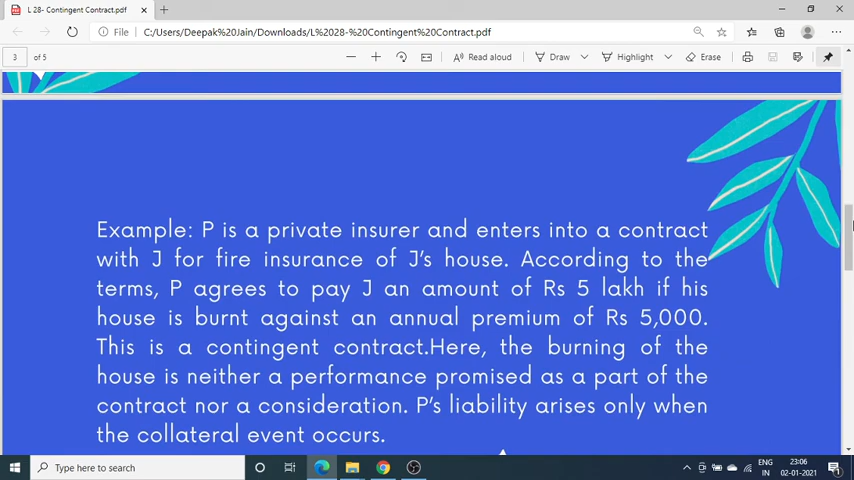 L 28- Contingent Contract.pdf
File
C:/Users/Deepak%20Jain/Downloads/L%2028-%20Contingent%20Contract.pdf
3 of 5
Read aloud
Draw
Highlight
Erase
Example: P is a private insurer and enters into a contract
with J for fire insurance of J's house. According to the
terms, P agrees to pay J an amount of Rs 5 lakh if his
house is burnt against an annual premium of Rs 5,000.
This is a contingent contract.Here, the burning of the
house is neither a performance promised as a part of the
contract nor a consideration. P's liability arises only when
the collateral event occurs.
Type here to search
ENG
IN
23:06
02-01-2021